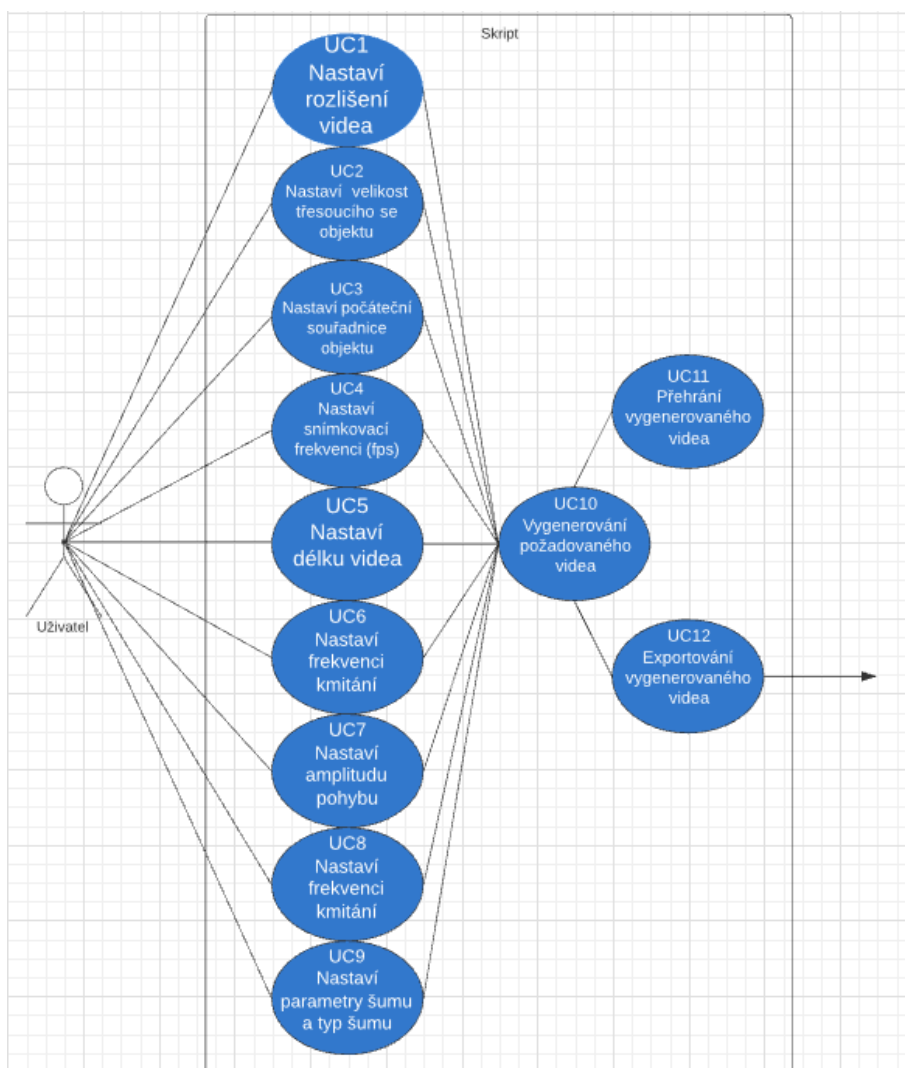 Skript
UC1
Nastaví
rozlišení
videa
UC2
Nastaví velikost
třesoucího se
objektu
UC3
Nastaví počáteční
souřadnice
objektu
UC4
Nastaví
snímkovací
frekvenci (fps)
UC5
Nastaví
délku videa
UC6
Nastaví
frekvenci
kmitání
UC7
Nastaví
amplitudu
pohybu
UC8
Nastaví
frekvenci
kmitání
UC9
Nastaví
parametry šumu
a typ šumu
Uživatel
UC10
Vygenerování
požadovaného
videa
UC11
Přehrání
vygenerovaného
videa
UC12
Exportování
vygenerovaného
videa